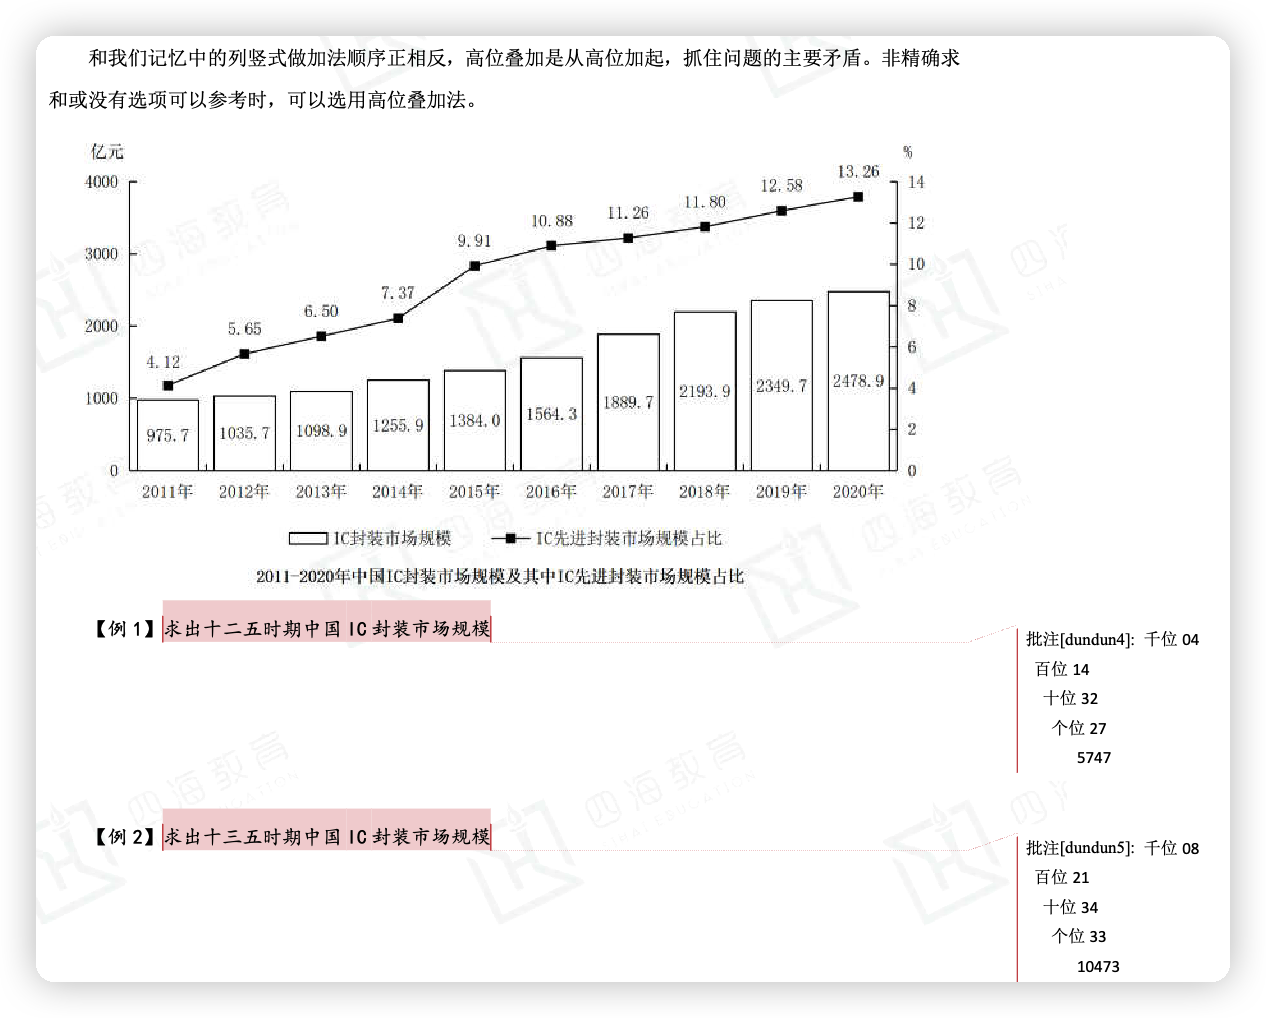 和我们记忆中的列竖式做加法顺序正相反，高位叠加是从高位加起，抓住问题的主要矛盾。非精确求
和或没有选项可以参考时，可以选用高位叠加法。
亿元
%
4000
3000
2000
1000
0
14
12
10
8
6
4
2
0
4.12
5.65
6.50
7.37
9.91
10.88
11.26
11.80
12.58
13.26
975.7
1035.7
1098.9
1255.9
1384.0
1564.3
1889.7
2193.9
2349.7
2478.9
2011年 2012年 2013年 2014年 2015年 2016年 2017年 2018年 2019年 2020年
IC封装市场规模 IC先进封装市场规模占比
2011-2020年中国IC封装市场规模及其中IC先进封装市场规模占比
【例 1】求出十二五时期中国 IC 封装市场规模
批注[dundun4]: 千位 04
百位 14
十位 32
个位 27
5747
【例 2】求出十三五时期中国 IC 封装市场规模
批注[dundun5]: 千位 08
百位 21
十位 34
个位 33
10473
四海教育